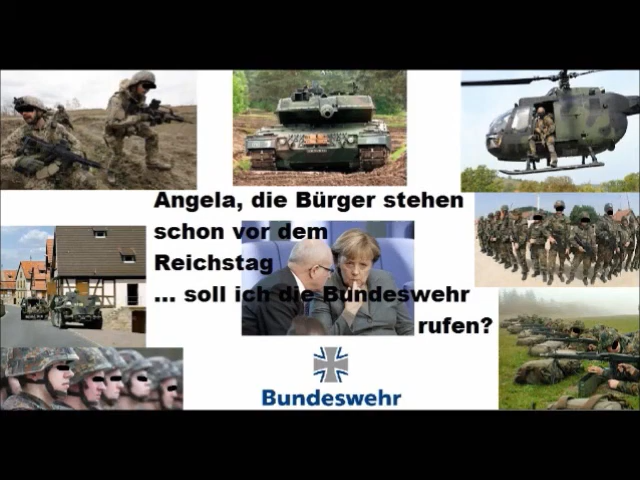 Angela, die Bürger stehen
schon vor dem
Reichstag
... soll ich die Bundeswehr
rufen?
Bundeswehr